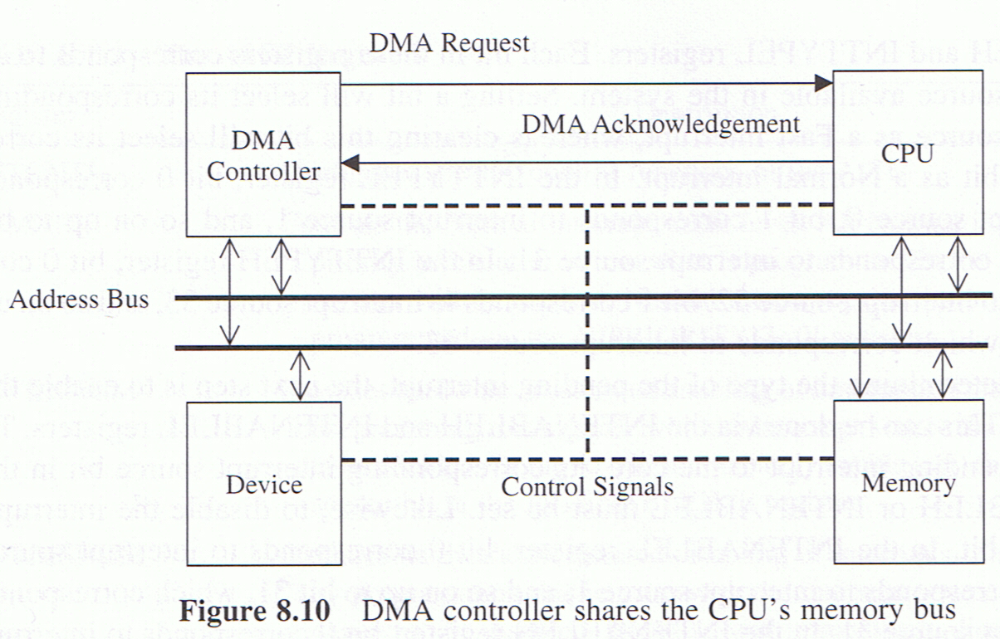 DMA Request
DMA Acknowledgement
DMA
Controller
CPU
Address Bus
Device
Control Signals
Memory
Figure 8.10 DMA controller shares the CPU's memory bus